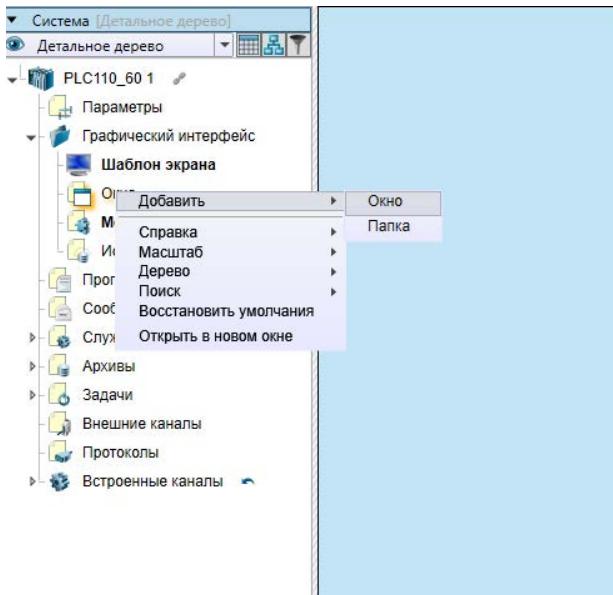 Система [Детальное дерево]
Детальное дерево
PLC110_60 1
Параметры
Графический интерфейс
Шаблон экрана
Добавить
Окно
Папка
Справка
Масштаб
Дерево
Поиск
Восстановить умолчания
Открыть в новом окне
Архивы
Задачи
Внешние каналы
Протоколы
Встроенные каналы